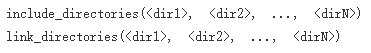 include_directories(<dir1>, <dir2>, ..., <dirN>)
link_directories(<dir1>, <dir2>, ..., <dirN>)